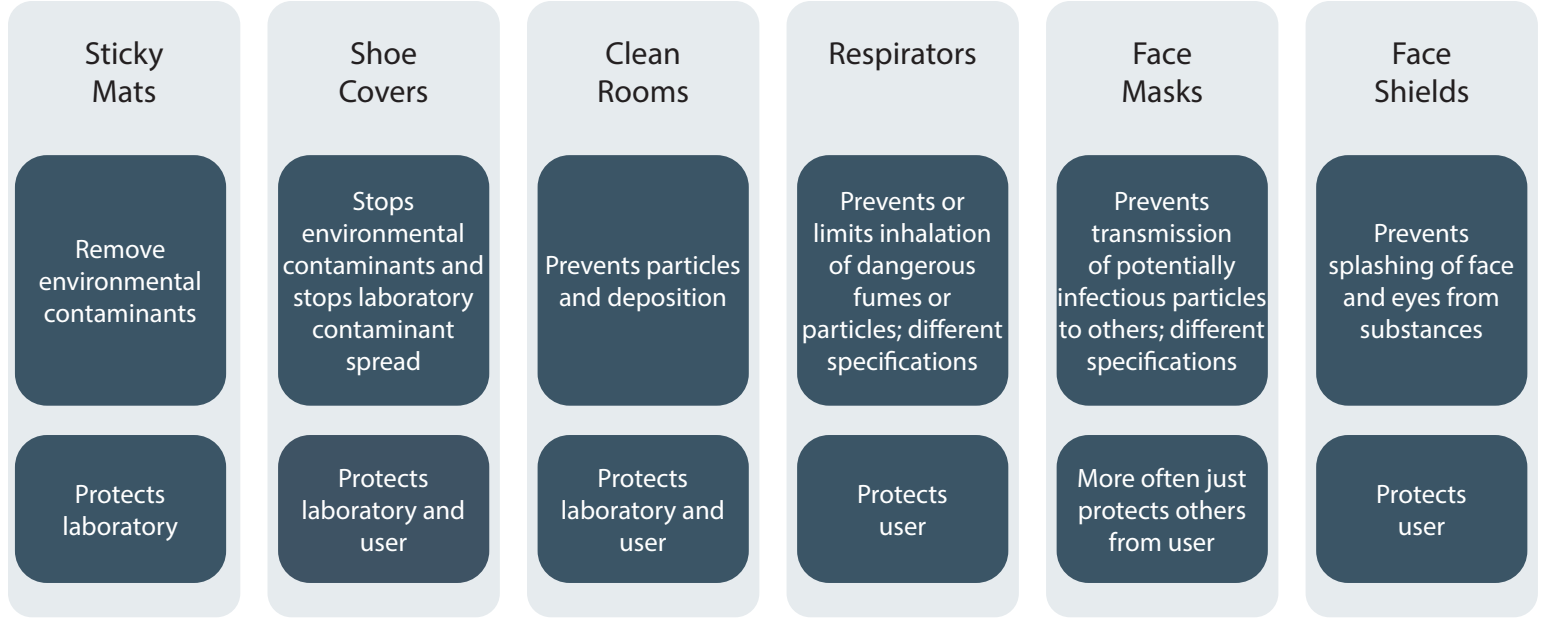 Sticky
Mats
Remove
environmental
contaminants
Protects
laboratory
Shoe
Covers
Stops
environmental
contaminants and
stops laboratory
contaminant
spread
Protects
laboratory and
user
Clean
Rooms
Prevents particles
and deposition
Protects
laboratory and
user
Respirators
Prevents or
limits inhalation
of dangerous
fumes or
particles; different
specifications
Protects
user
Face
Masks
Prevents
transmission
of potentially
infectious particles
to others; different
specifications
More often just
protects others
from user
Face
Shields
Prevents
splashing of face
and eyes from
substances
Protects
user